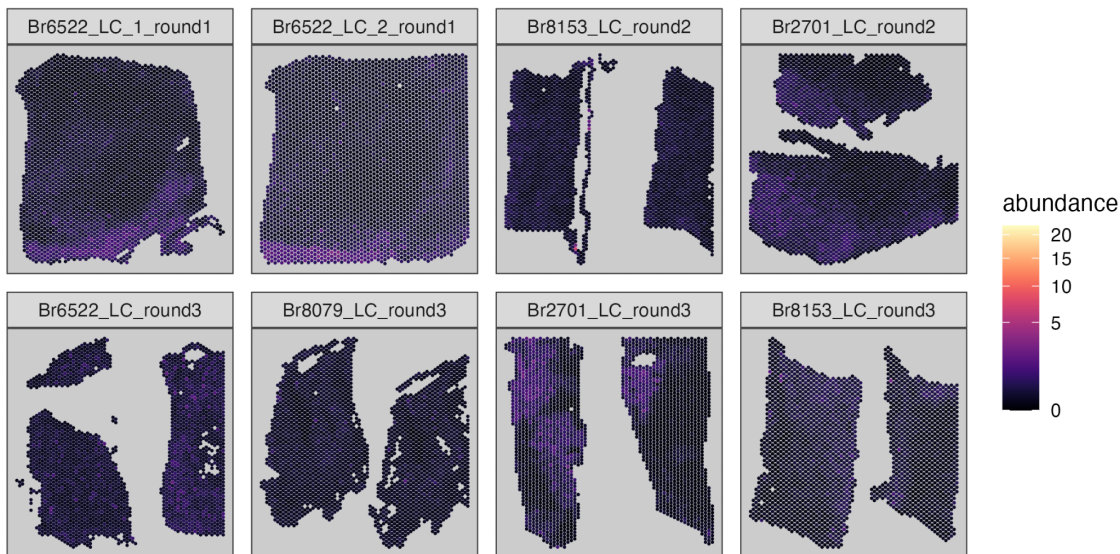 Br6522_LC_1_round1
Br6522_LC_2_round1
Br8153_LC_round2
Br2701_LC_round2
Br6522_LC_round3
Br8079_LC_round3
Br2701_LC_round3
Br8153_LC_round3
abundance
20
15
10
5
0